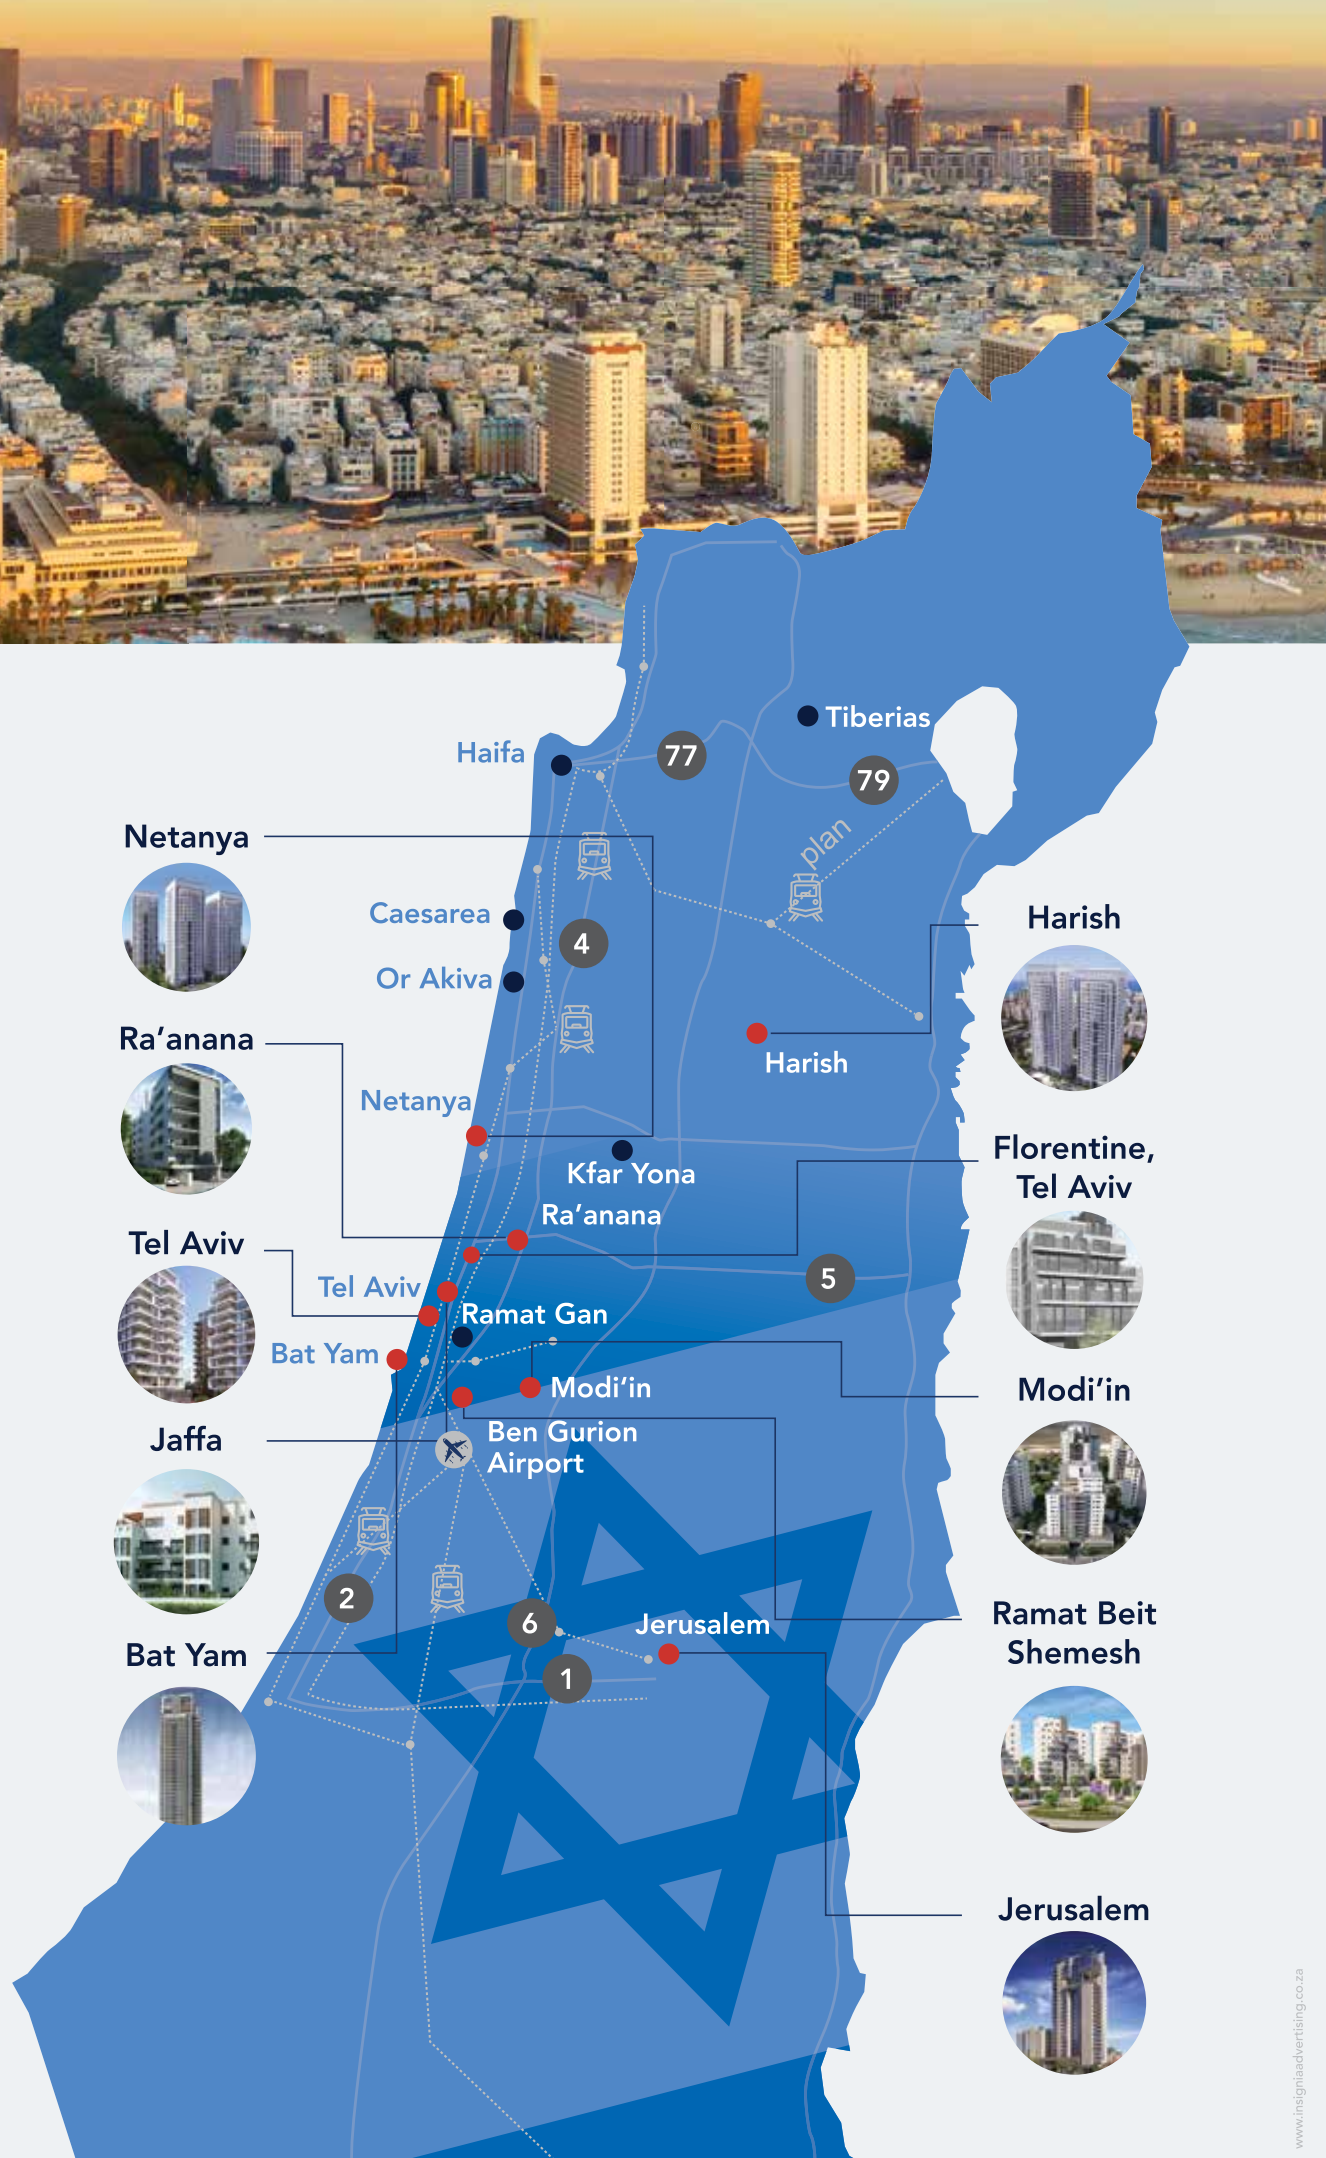 Tiberias
Haifa
77
79
plan
Netanya
Caesarea
4
Harish
Or Akiva
Ra’anana
Harish
Netanya
Florentine,
Tel Aviv
Kfar Yona
Ra’anana
Tel Aviv
5
Tel Aviv
Ramat Gan
Bat Yam
Modi’in
Modi’in
Jaffa
Ben Gurion
Airport
2
6
Jerusalem
Ramat Beit
Shemesh
Bat Yam
1
Jerusalem
www.insigniaadvertising.co.za